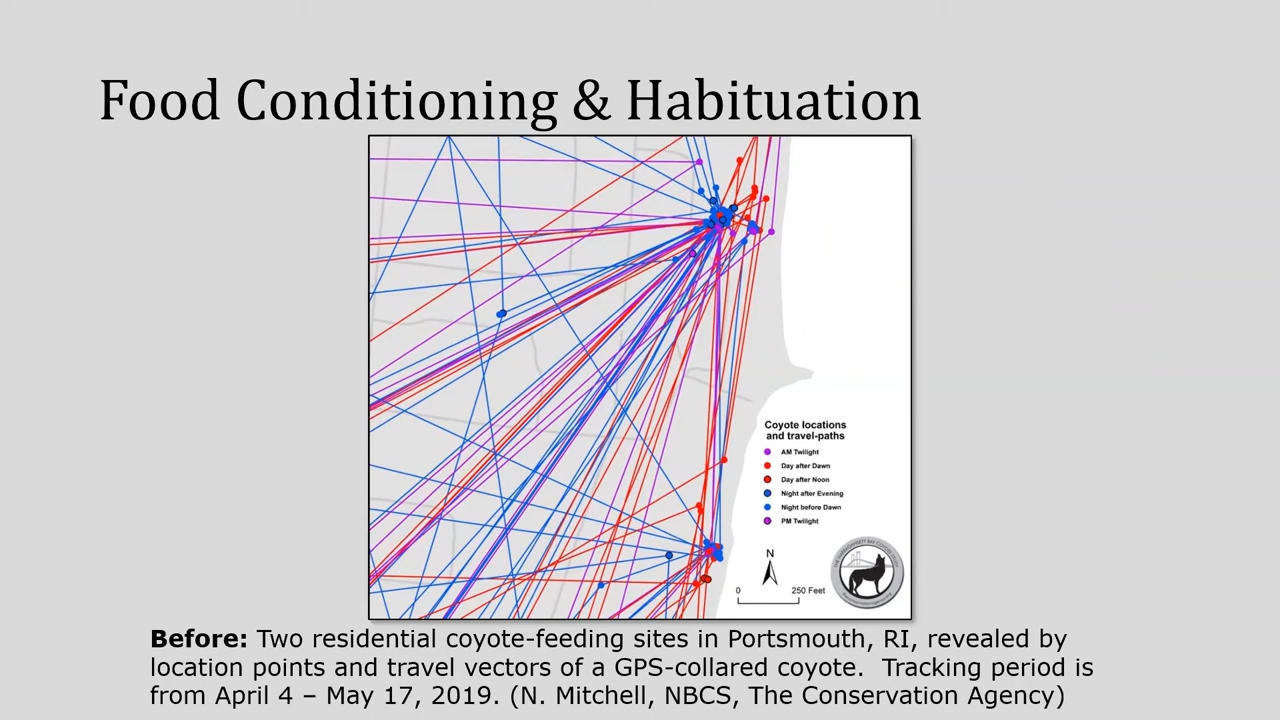 Food Conditioning & Habituation
Coyote locations
and travel-paths
AM Twilight
Day after Dawn
Day after Noon
Night after Evening
Night before Dawn
PM Twilight
N
0 250 Feet
Before: Two residential coyote-feeding sites in Portsmouth, RI, revealed by
location points and travel vectors of a GPS-collared coyote.  Tracking period is
from April 4 – May 17, 2019. (N. Mitchell, NBCS, The Conservation Agency)